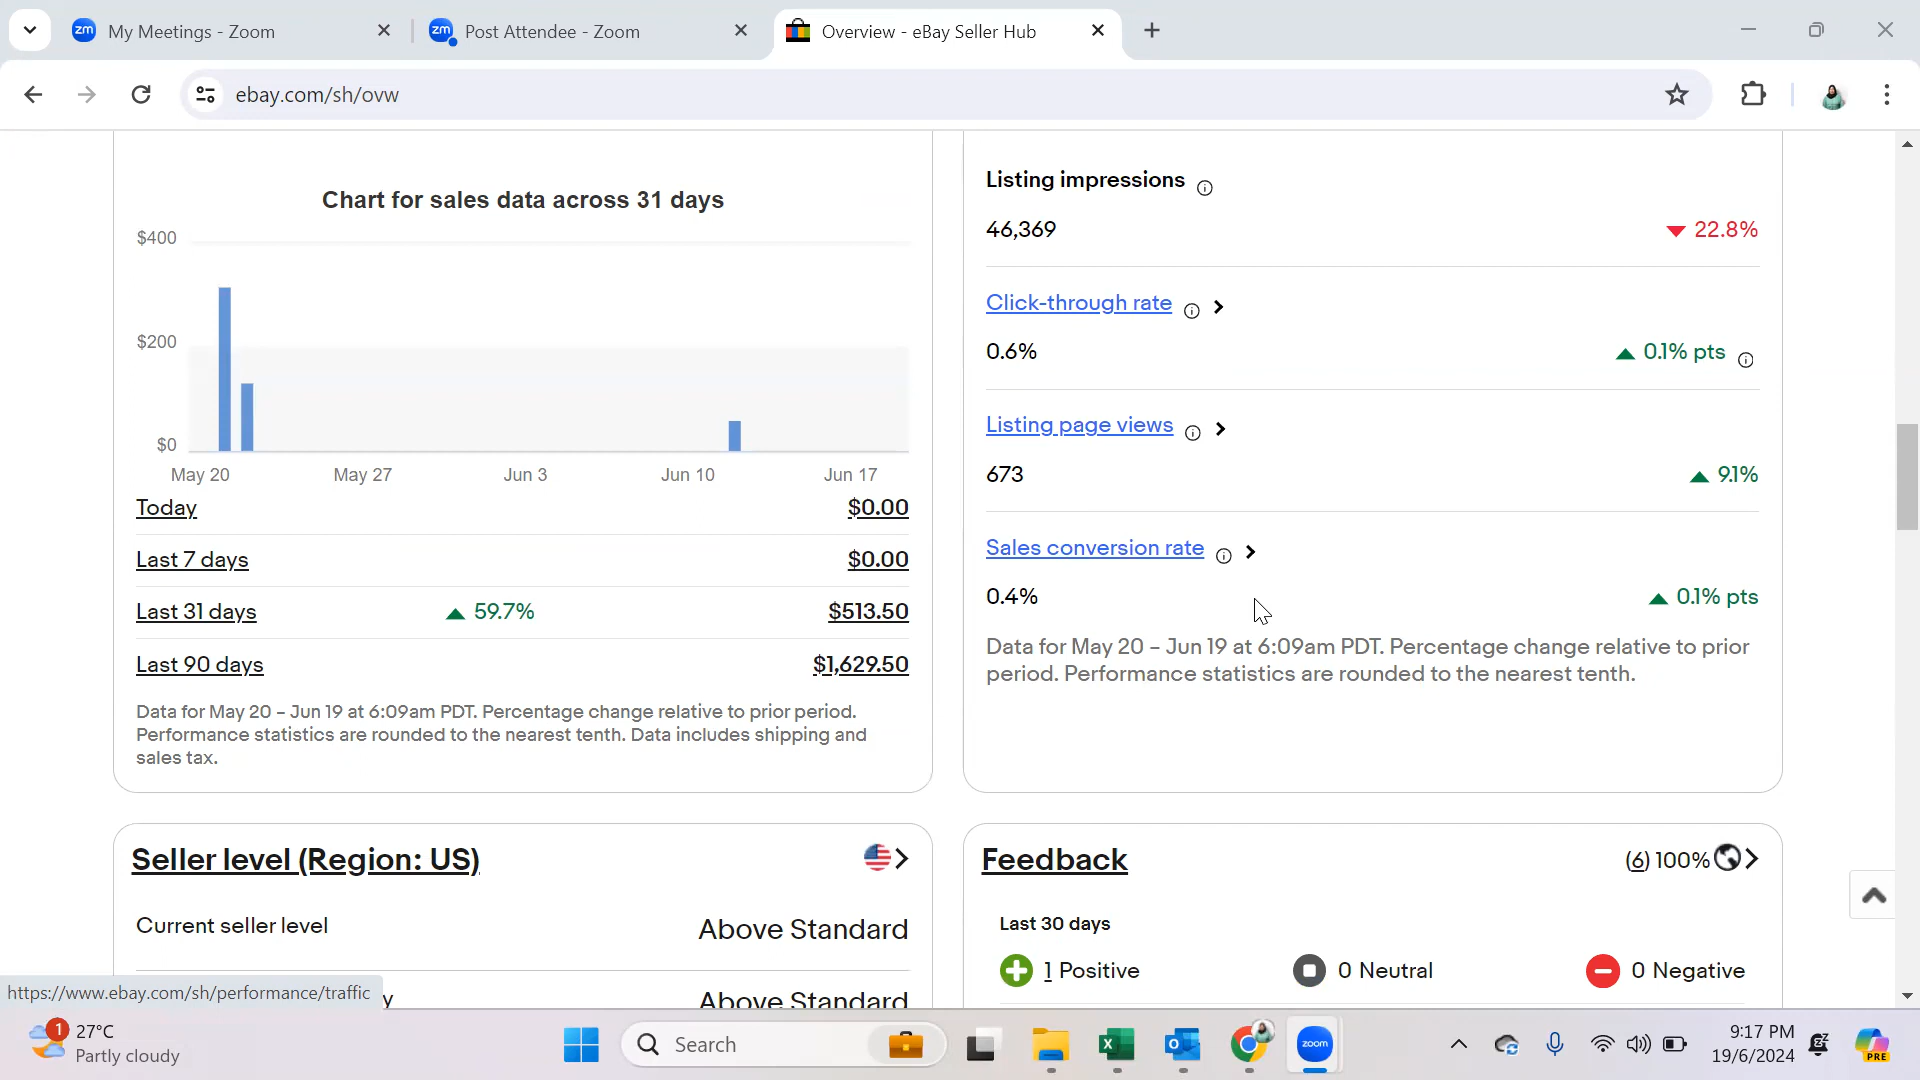 My Meetings - Zoom
Post Attendee - Zoom
Overview - eBay Seller Hub
ebay.com/sh/ovw
Chart for sales data across 31 days
$400
$200
$0
May 20 May 27 Jun 3 Jun 10 Jun 17
Today $0.00
Last 7 days $0.00
Last 31 days 59.7% $513.50
Last 90 days $1,629.50
Data for May 20 – Jun 19 at 6:09am PDT. Percentage change relative to prior period.
Performance statistics are rounded to the nearest tenth. Data includes shipping and
sales tax.
Listing impressions
46,369 22.8%
Click-through rate
0.6% 0.1% pts
Listing page views
673 9.1%
Sales conversion rate
0.4% 0.1% pts
Data for May 20 – Jun 19 at 6:09am PDT. Percentage change relative to prior
period. Performance statistics are rounded to the nearest tenth.
Seller level (Region: US)
Current seller level Above Standard
y Above Standard
Feedback (6) 100%
Last 30 days
1 Positive 0 Neutral 0 Negative
https://www.ebay.com/sh/performance/traffic
1 27°C
Partly cloudy
Search
zoom
9:17 PM
19/6/2024
PRE